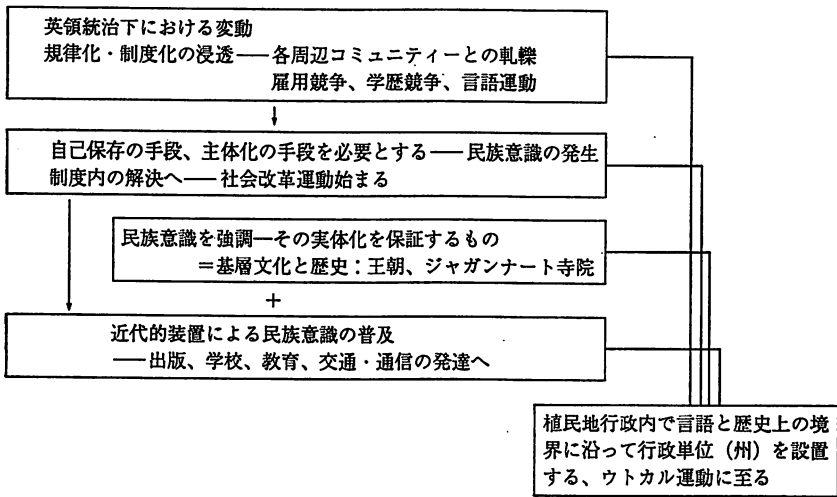 英領統治下における変動
規律化・制度化の浸透――各周辺コミュニティーとの軋轢
雇用競争、学歴競争、言語運動
自己保存の手段、主体化の手段を必要とする――民族意識の発生
制度内の解決へ――社会改革運動始まる
民族意識を強調―その実体化を保証するもの
＝基層文化と歴史：王朝、ジャガンナート寺院
＋
近代的装置による民族意識の普及
――出版、学校、教育、交通・通信の発達へ
植民地行政内で言語と歴史上の境
界に沿って行政単位（州）を設置
する、ウトカル運動に至る